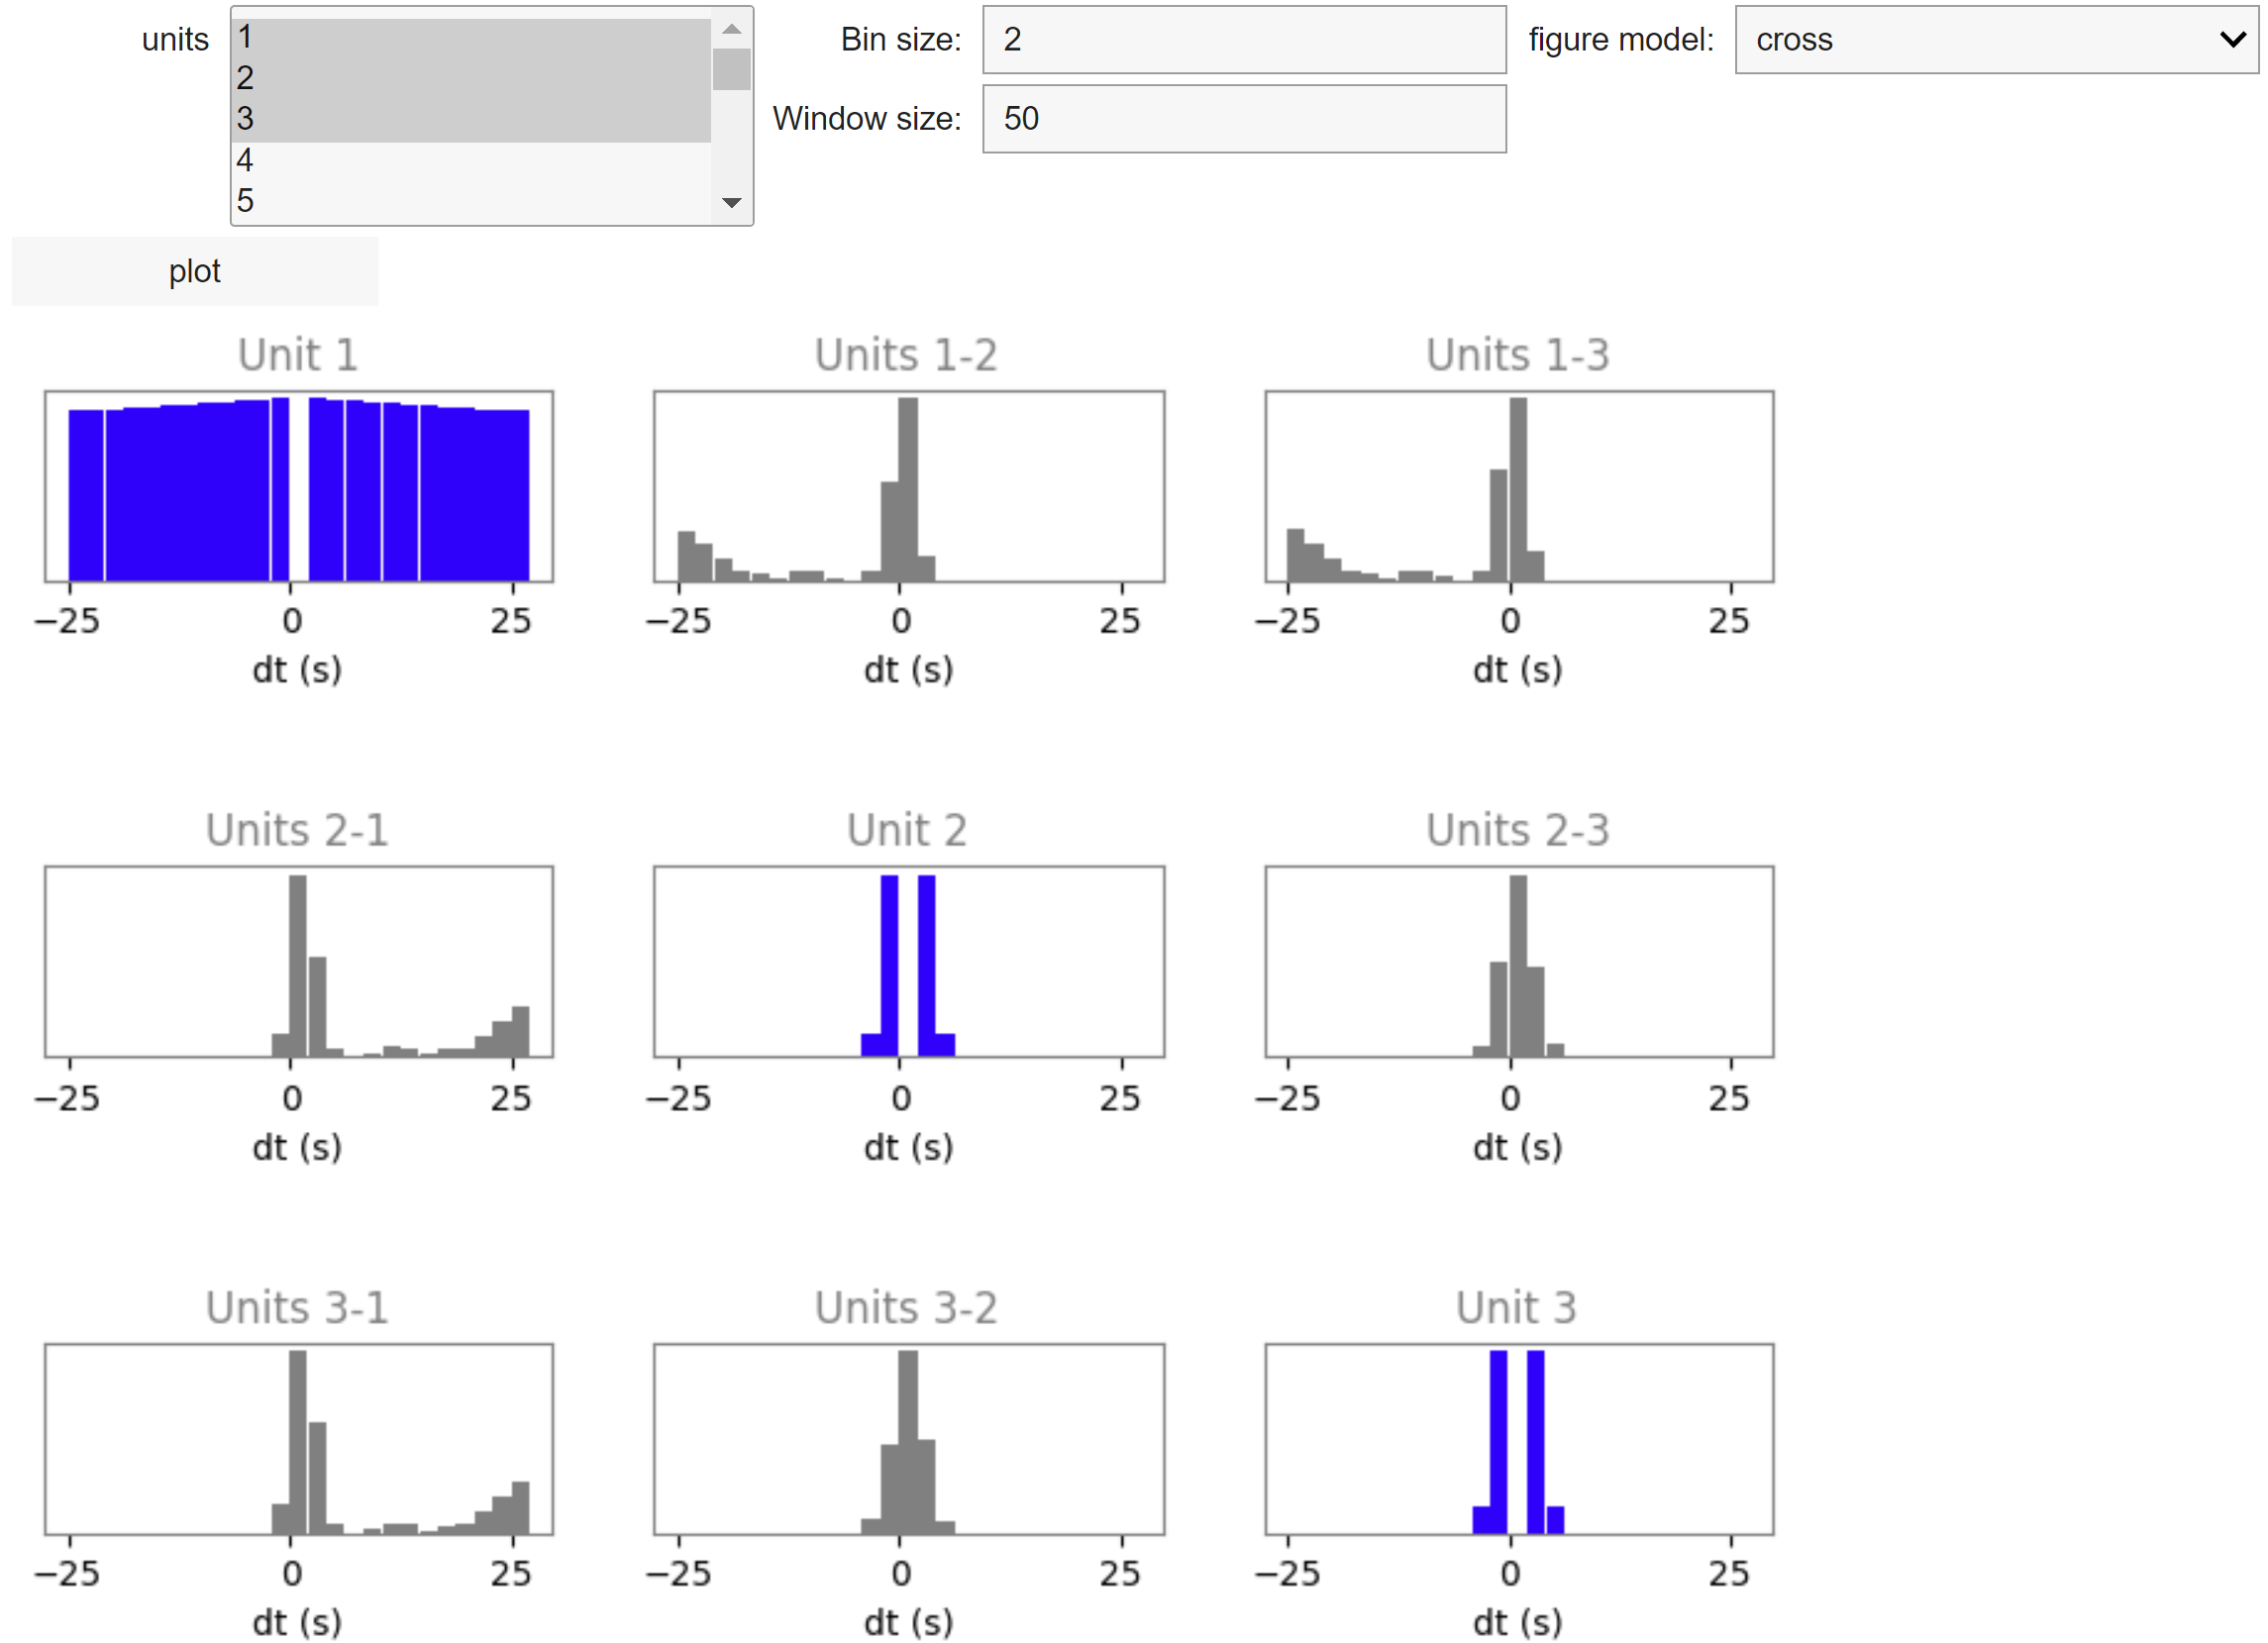 units 1 Bin size: 2 figure model: cross
2
3 Window size: 50
4
5
plot
Unit 1 Units 1-2 Units 1-3
−25 0 25 −25 0 25 −25 0 25
dt (s) dt (s) dt (s)
Units 2-1 Unit 2 Units 2-3
−25 0 25 −25 0 25 −25 0 25
dt (s) dt (s) dt (s)
Units 3-1 Units 3-2 Unit 3
−25 0 25 −25 0 25 −25 0 25
dt (s) dt (s) dt (s)